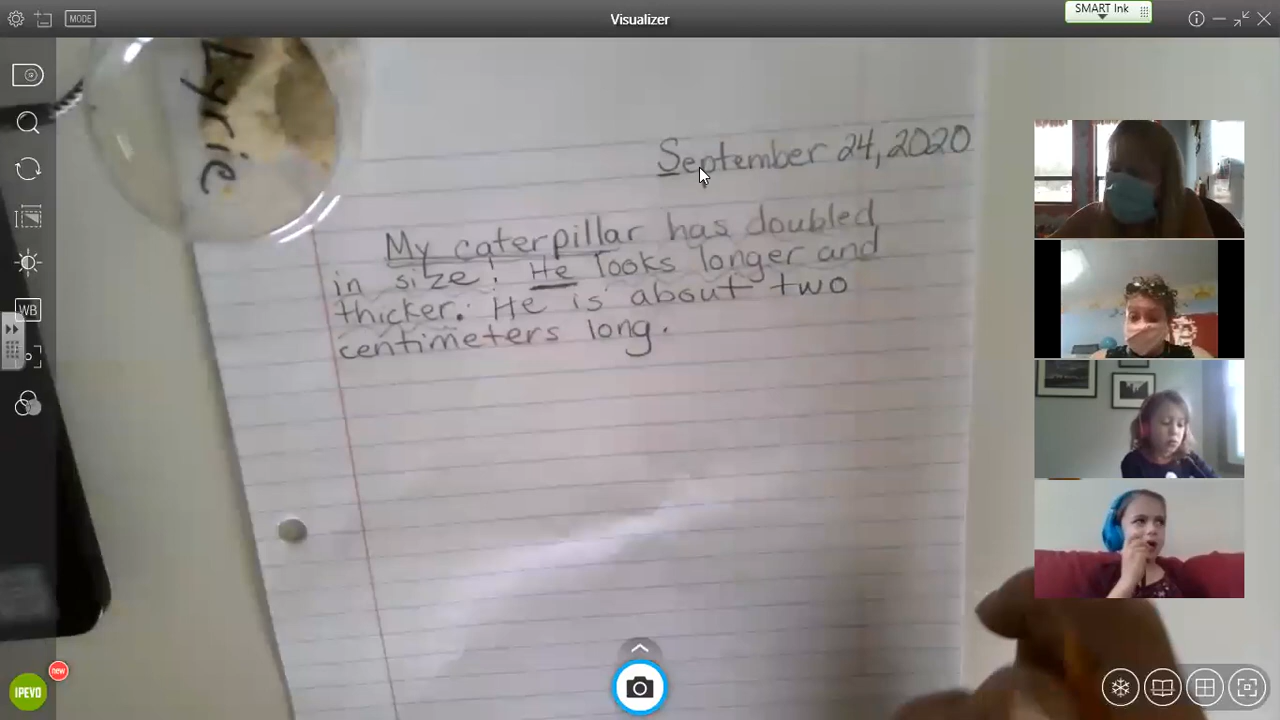 Visualizer
SMART Ink
MODE
Lyric
September 24, 2020
My caterpillar has doubled
in size! He looks longer and
thicker. He is about two
centimeters long.
WB
new
IPEVO